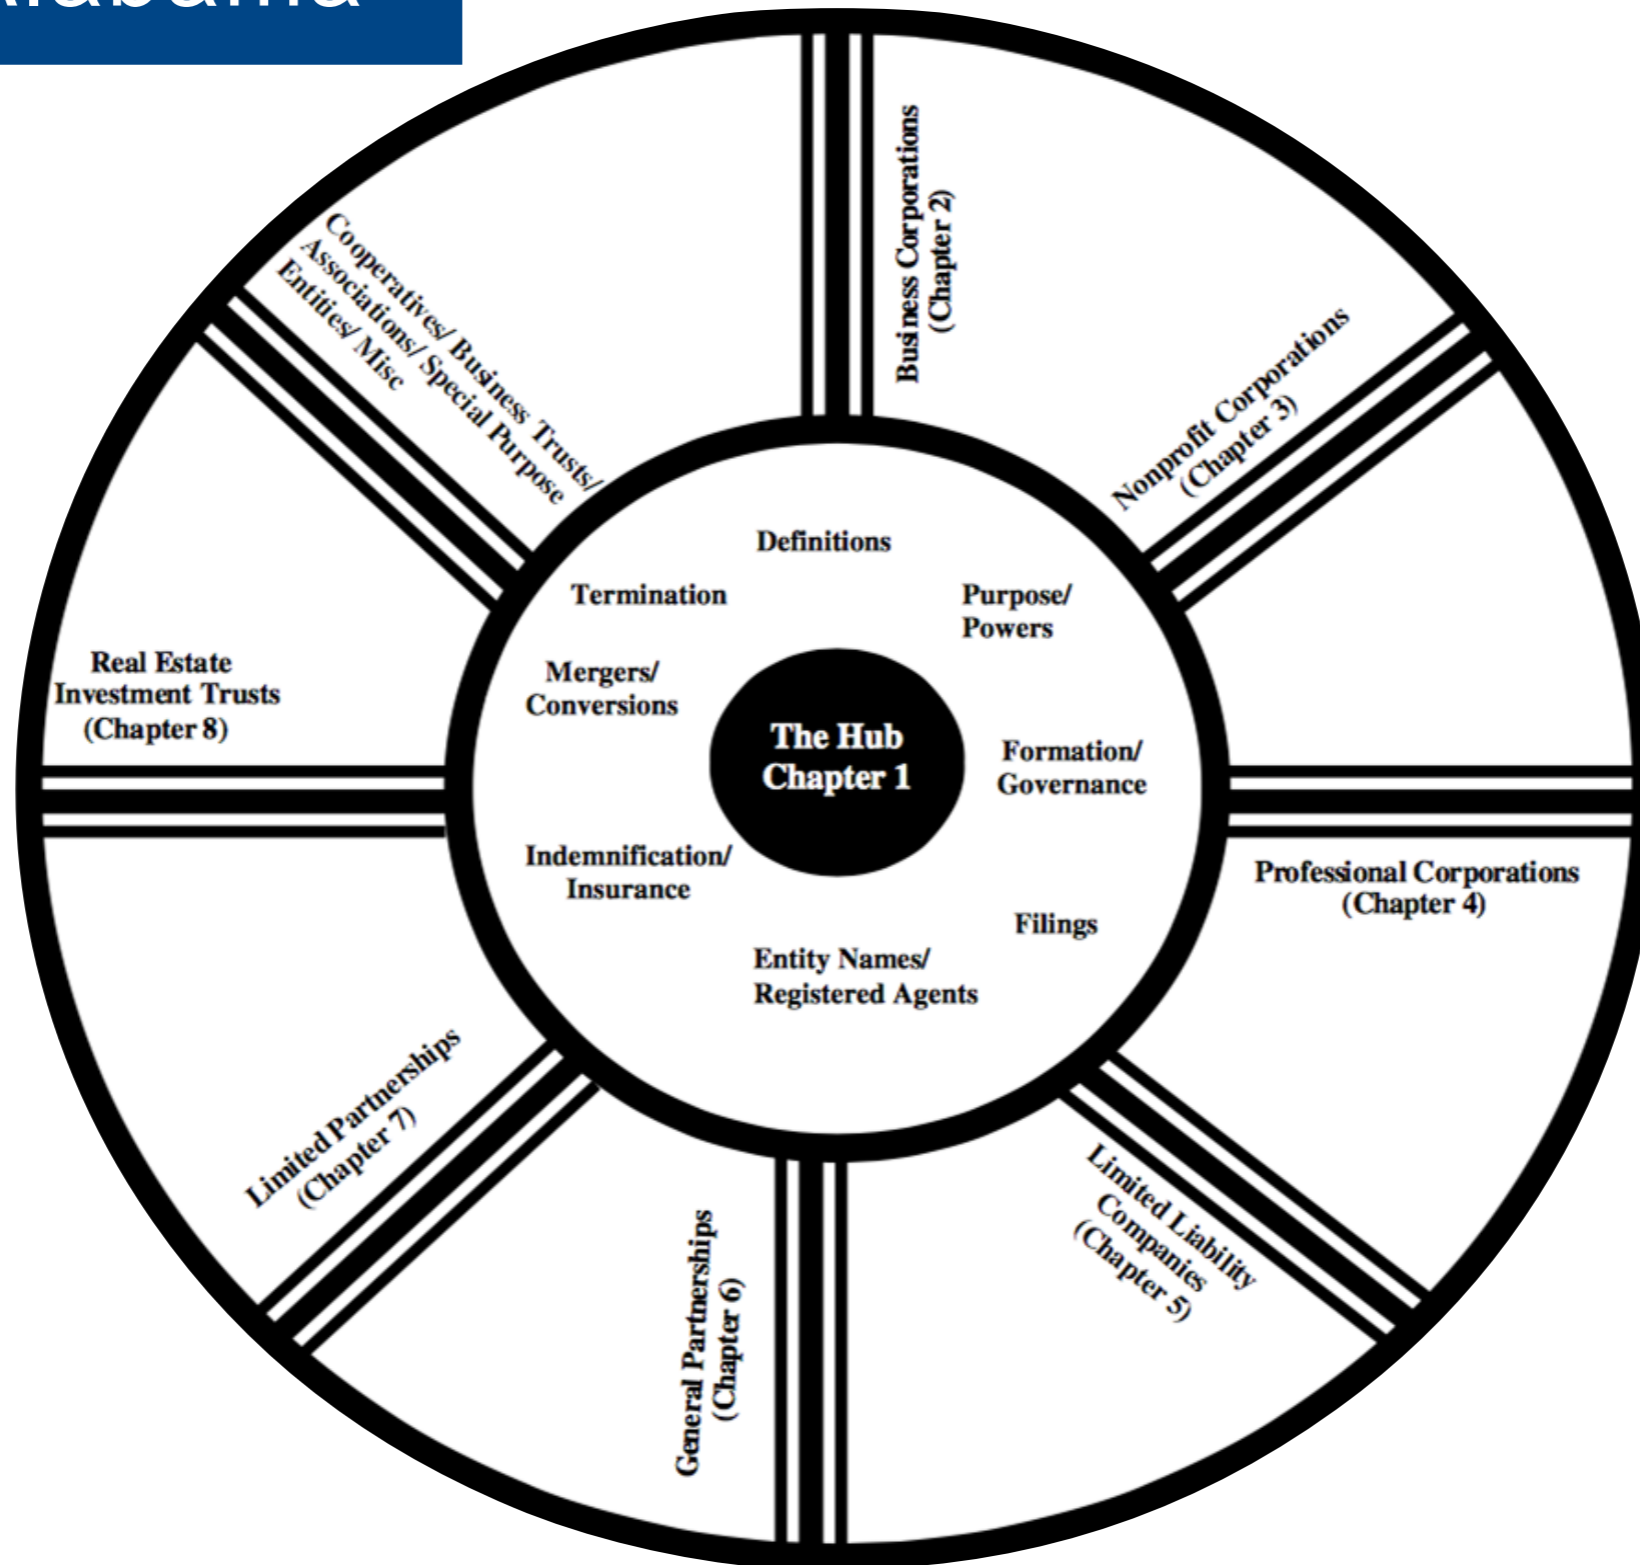 Business Corporations
(Chapter 2)
Nonprofit Corporations
(Chapter 3)
Professional Corporations
(Chapter 4)
Limited Liability
Companies
(Chapter 5)
General Partnerships
(Chapter 6)
Limited Partnerships
(Chapter 7)
Real Estate
Investment Trusts
(Chapter 8)
Cooperatives/ Business Trusts/
Associations/ Special Purpose
Entities/ Misc
Definitions
Purpose/
Powers
Formation/
Governance
Filings
Entity Names/
Registered Agents
Indemnification/
Insurance
Mergers/
Conversions
Termination
The Hub
Chapter 1